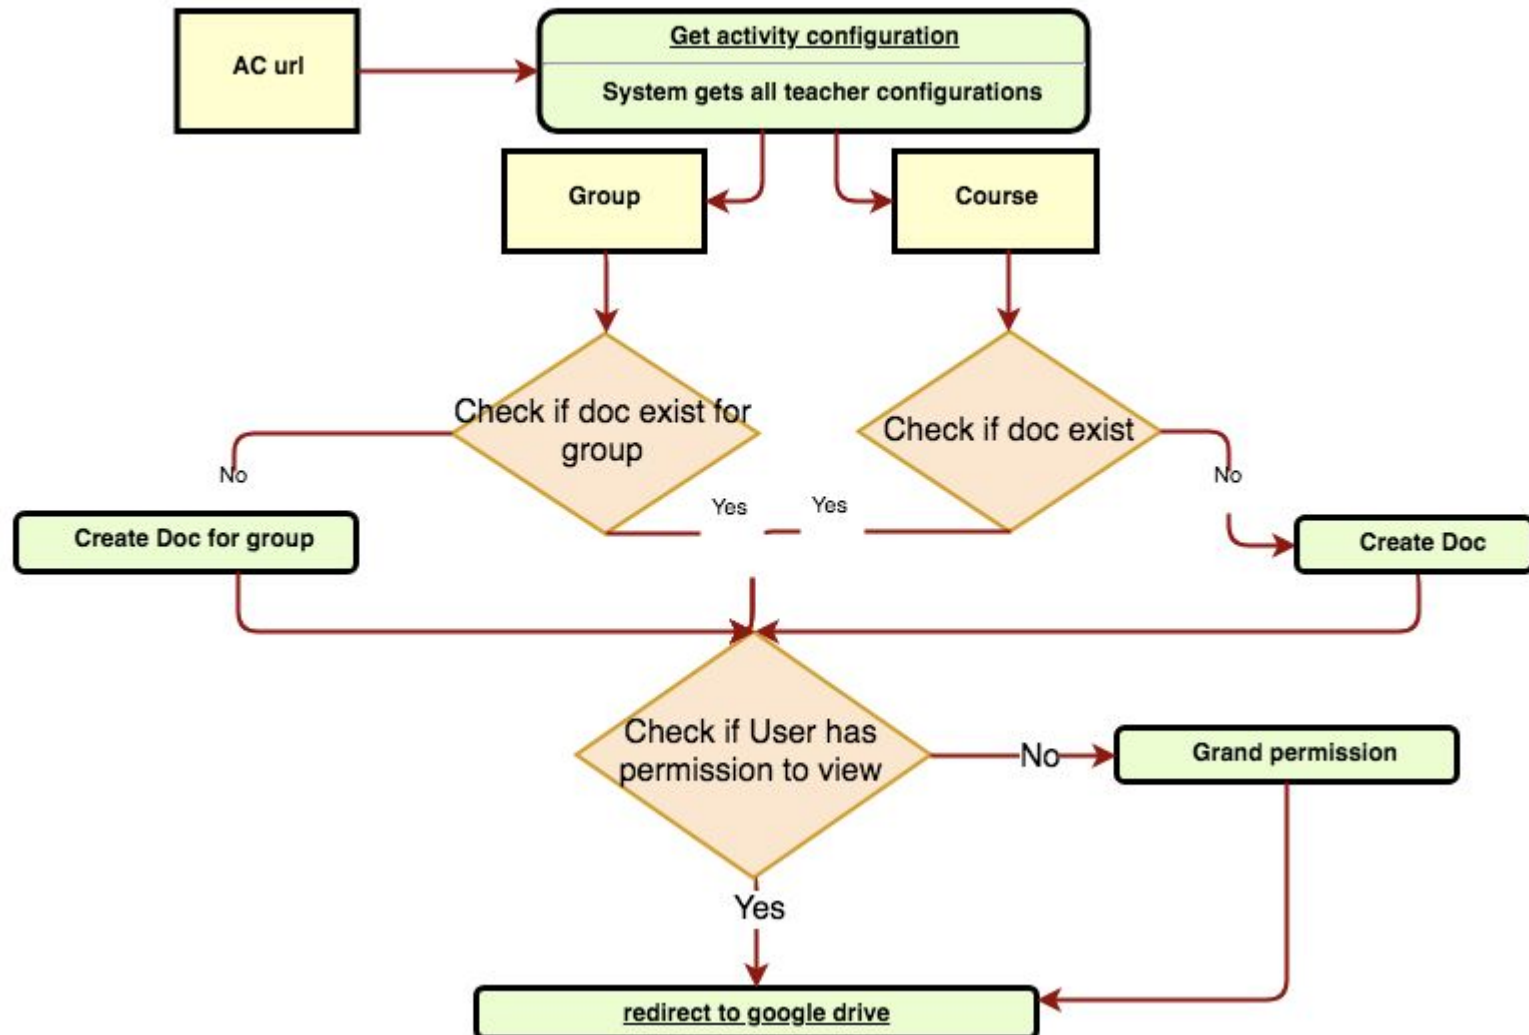 AC url
Get activity configuration
System gets all teacher configurations
Group
Course
Check if doc exist for
group
Check if doc exist
No
Yes
Yes
No
Create Doc for group
Create Doc
Check if User has
permission to view
No
Grand permission
Yes
redirect to google drive